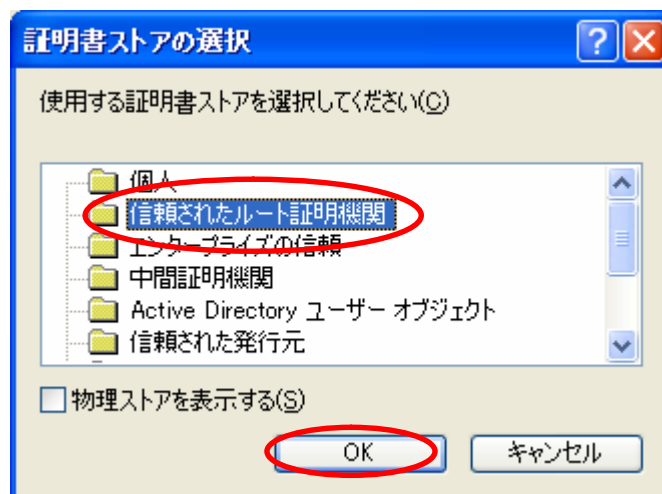 証明書ストアの選択
使用する証明書ストアを選択してください(C)
個人
信頼されたルート証明機関
エンタープライズの信頼
中間証明機関
Active Directory ユーザー オブジェクト
信頼された発行元
物理ストアを表示する(S)
OK キャンセル